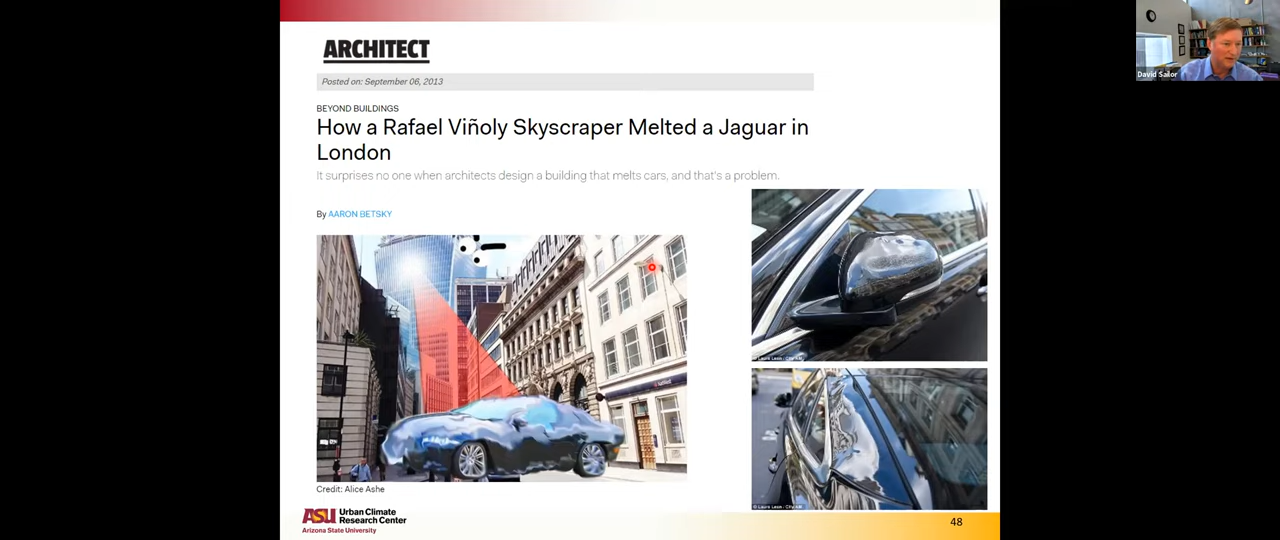 ARCHITECT
Posted on: September 06, 2013
BEYOND BUILDINGS
How a Rafael Viñoly Skyscraper Melted a Jaguar in
London
It surprises no one when architects design a building that melts cars, and that's a problem.
By AARON BETSKY
Credit: Alice Ashe
ASU Urban Climate
Research Center
Arizona State University
48
David Sailor